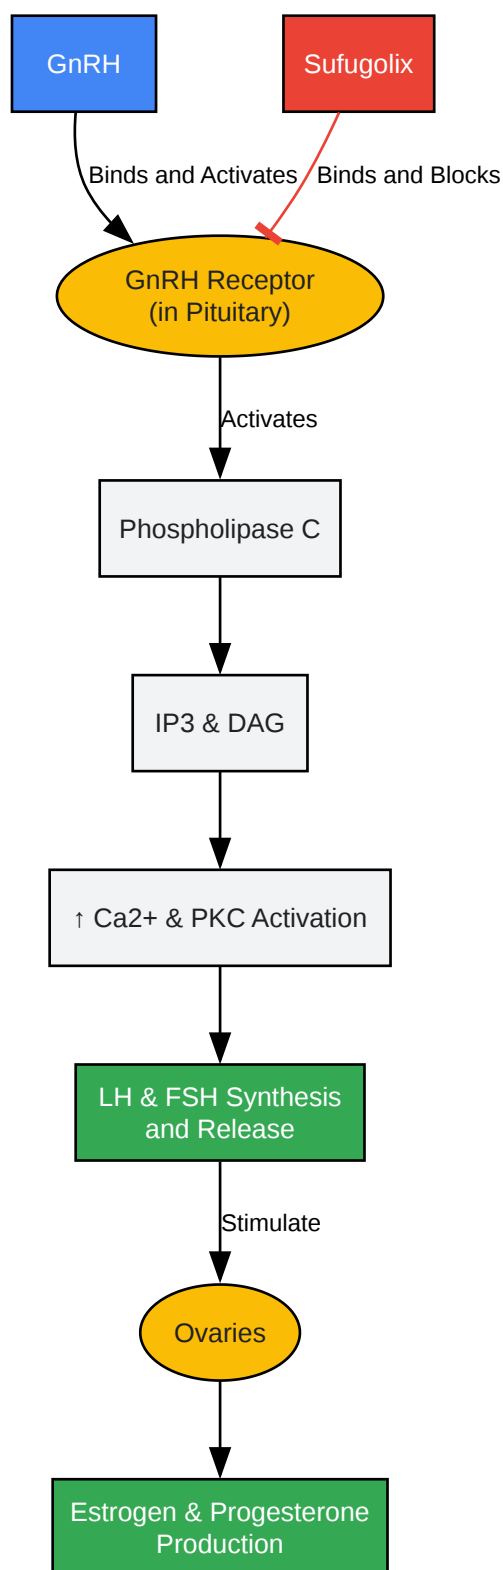 GnRH
Sufugolix
Binds and Activates
Binds and Blocks
GnRH Receptor
(in Pituitary)
Activates
Phospholipase C
IP3 & DAG
↑ Ca2+ & PKC Activation
LH & FSH Synthesis
and Release
Stimulate
Ovaries
Estrogen & Progesterone
Production